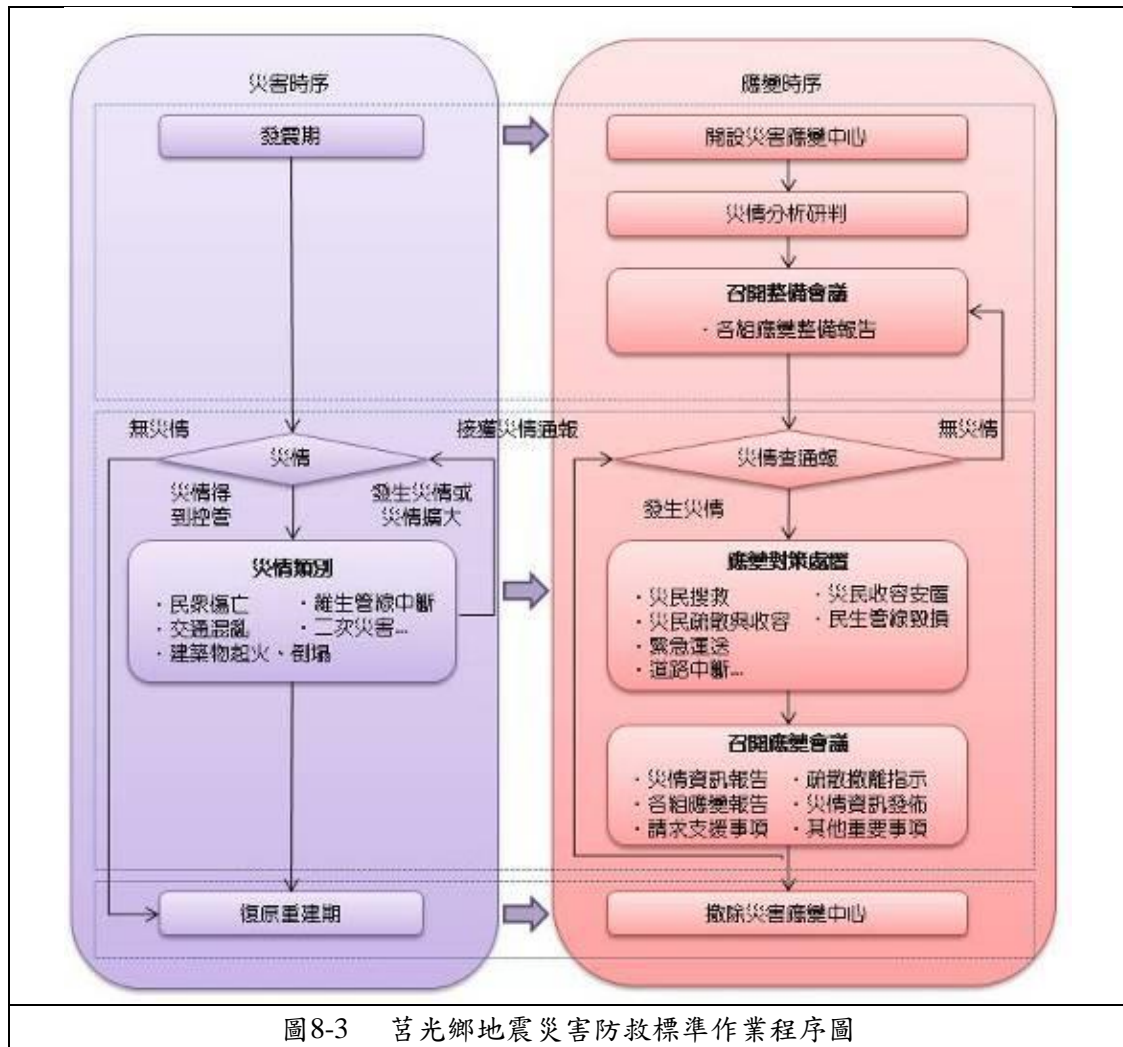 災害時序
應變時序
發震期
開設災害應變中心
災情分析研判
召開整備會議
·各組應變整備報告
無災情
接獲災情通報
無災情
災情
災情查通報
災情得
到控管
發生災情或
災情擴大
發生災情
災情類別
·民眾傷亡 ·維生管線中斷
·交通混亂 ·二次災害...
·建築物起火、倒塌
應變對策處置
·災民搜救 ·災民收容安置
·災民疏散與收容 ·民生管線毀損
·緊急運送
·道路中斷...
召開應變會議
·災情資訊報告 ·疏散撤離指示
·各組應變報告 ·災情資訊發佈
·請求支援事項 ·其他重要事項
復原重建期
撤除災害應變中心
圖8-3 莒光鄉地震災害防救標準作業程序圖